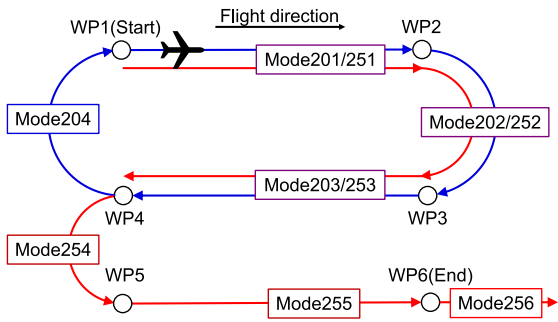 Flight direction
WP1(Start)
WP2
Mode201/251
Mode204
Mode202/252
Mode203/253
WP4
WP3
Mode254
WP5
WP6(End)
Mode255
Mode256